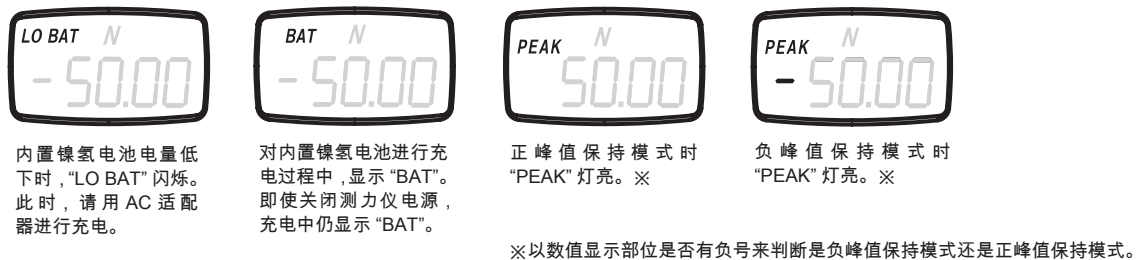 LO BAT N
-50.00
BAT N
-50.00
PEAK N
50.00
PEAK N
-50.00
内置镍氢电池电量低
下时，“LO BAT” 闪烁。
此时，请用 AC 适配
器进行充电。
对内置镍氢电池进行充
电过程中，显示 “BAT”。
即使关闭测力仪电源，
充电中仍显示 “BAT”。
正峰值保持模式时
“PEAK” 灯亮。※
负峰值保持模式时
“PEAK” 灯亮。※
※以数值显示部位是否有负号来判断是负峰值保持模式还是正峰值保持模式。